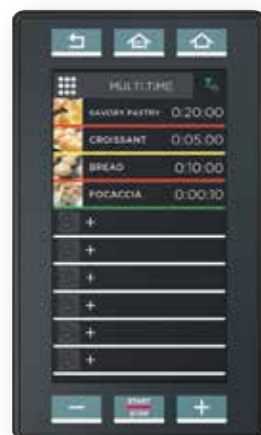 MULTI TIME
SAVORY PASTRY 0:20:00
CROISSANT 0:05:00
BREAD 0:10:00
FOCACCIA 0:00:10
+
+
+
+
+
+
− START STOP +